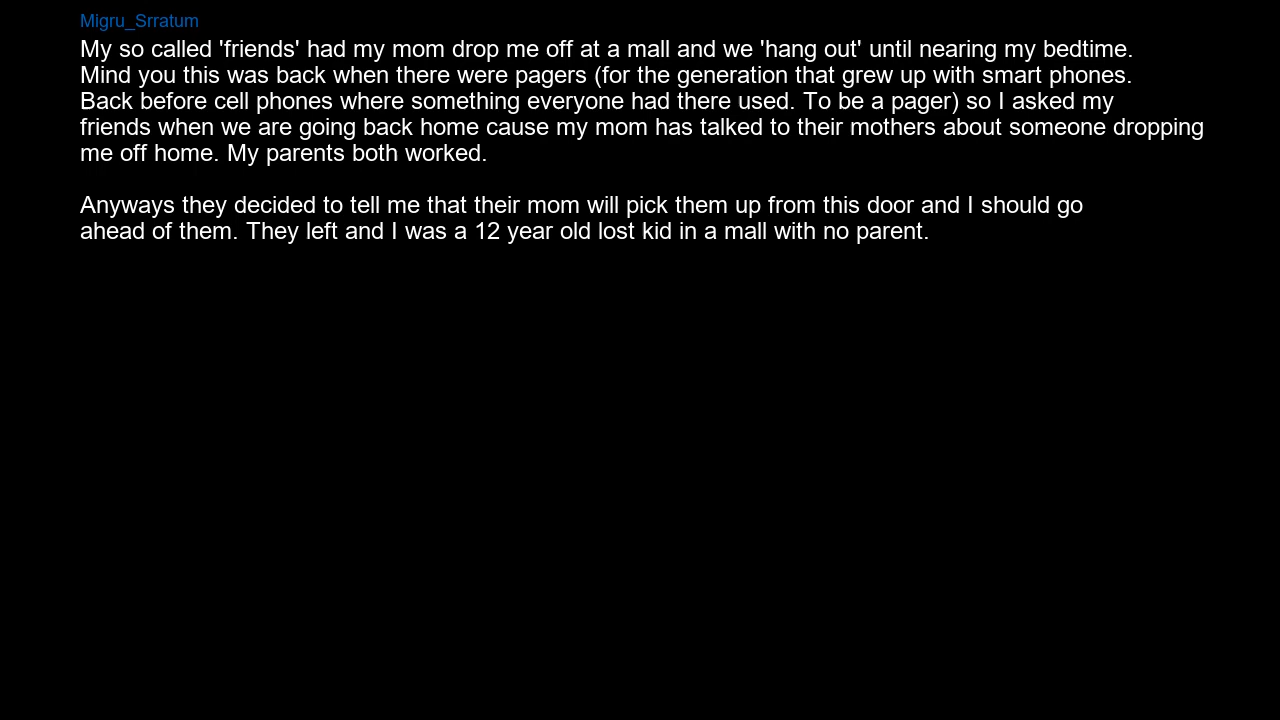 Migru_Srratum
My so called 'friends' had my mom drop me off at a mall and we 'hang out' until nearing my bedtime.
Mind you this was back when there were pagers (for the generation that grew up with smart phones.
Back before cell phones where something everyone had there used. To be a pager) so I asked my
friends when we are going back home cause my mom has talked to their mothers about someone dropping
me off home. My parents both worked.
Anyways they decided to tell me that their mom will pick them up from this door and I should go
ahead of them. They left and I was a 12 year old lost kid in a mall with no parent.